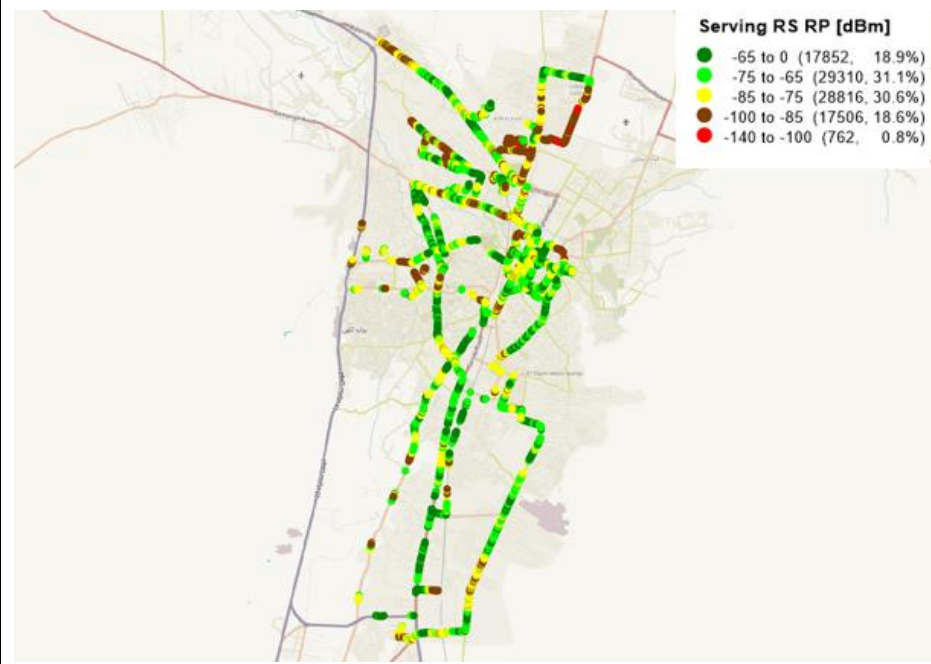 Serving RS RP [dBm]
-65 to 0 (17852, 18.9%)
-75 to -65 (29310, 31.1%)
-85 to -75 (28816, 30.6%)
-100 to -85 (17506, 18.6%)
-140 to -100 (762, 0.8%)